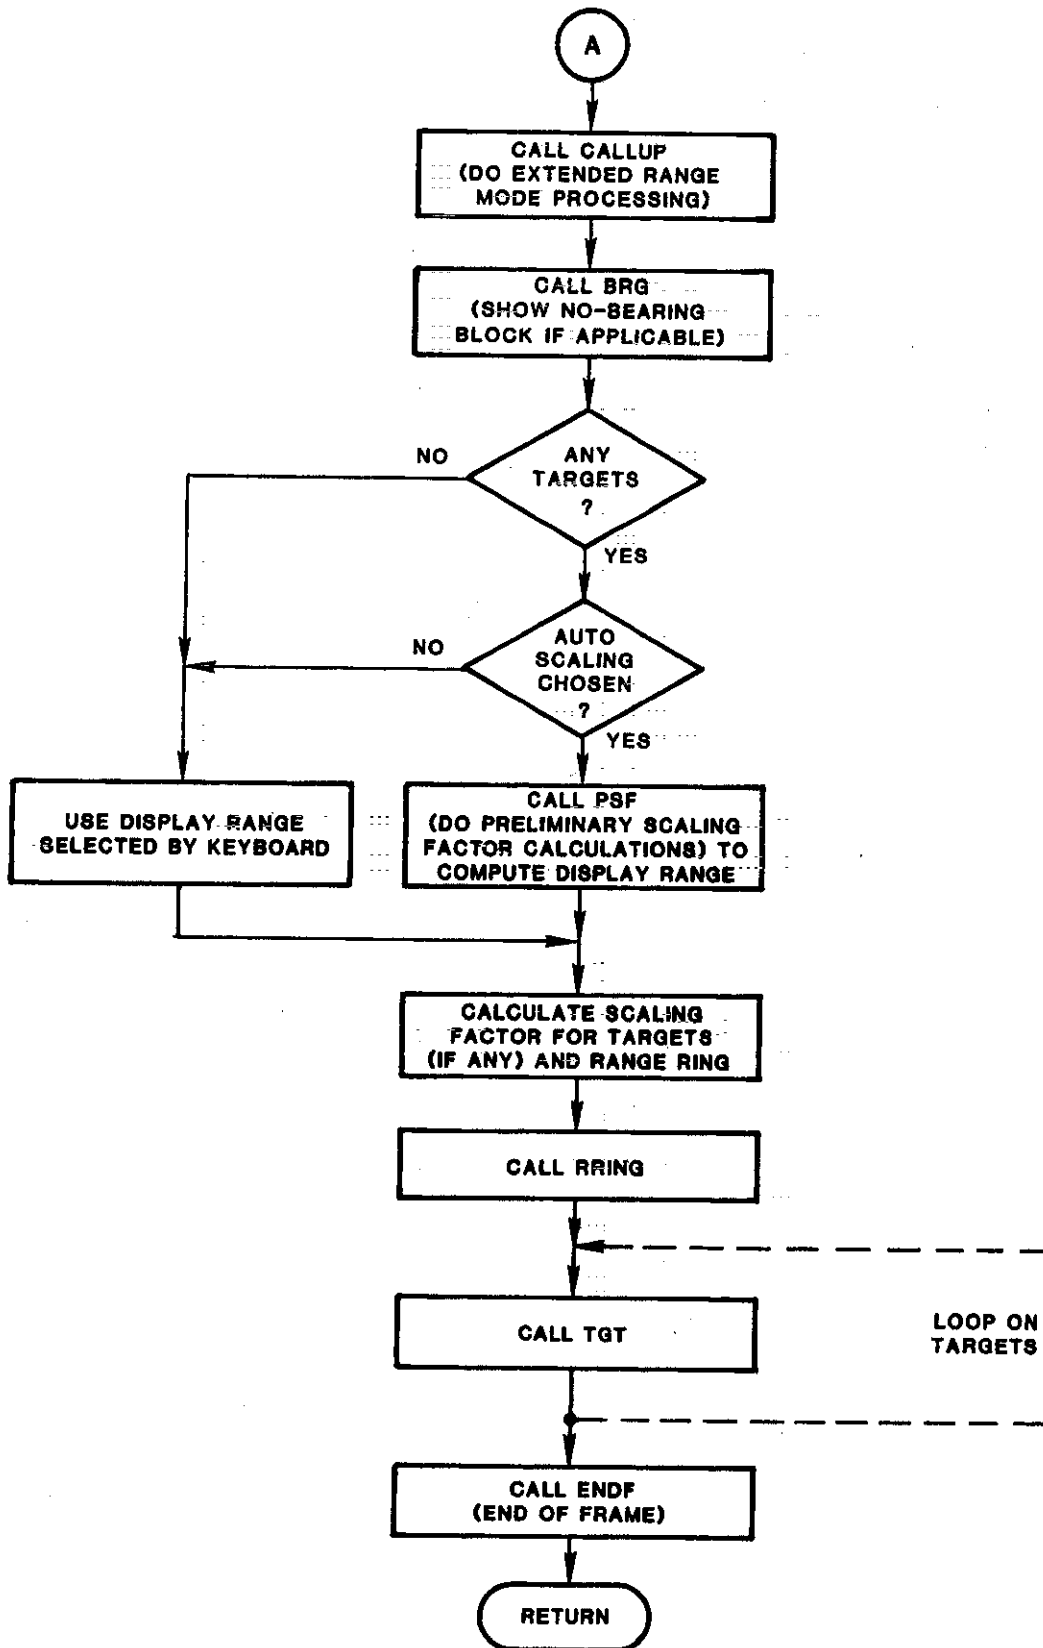 A
CALL CALLUP
(DO EXTENDED RANGE
MODE PROCESSING)
CALL BRG
(SHOW NO-BEARING
BLOCK IF APPLICABLE)
NO
ANY
TARGETS
?
YES
NO
AUTO
SCALING
CHOSEN
?
YES
USE DISPLAY RANGE
SELECTED BY KEYBOARD
CALL PSF
(DO PRELIMINARY SCALING
FACTOR CALCULATIONS) TO
COMPUTE DISPLAY RANGE
CALCULATE SCALING
FACTOR FOR TARGETS
(IF ANY) AND RANGE RING
CALL RRING
CALL TGT
LOOP ON
TARGETS
CALL ENDF
(END OF FRAME)
RETURN